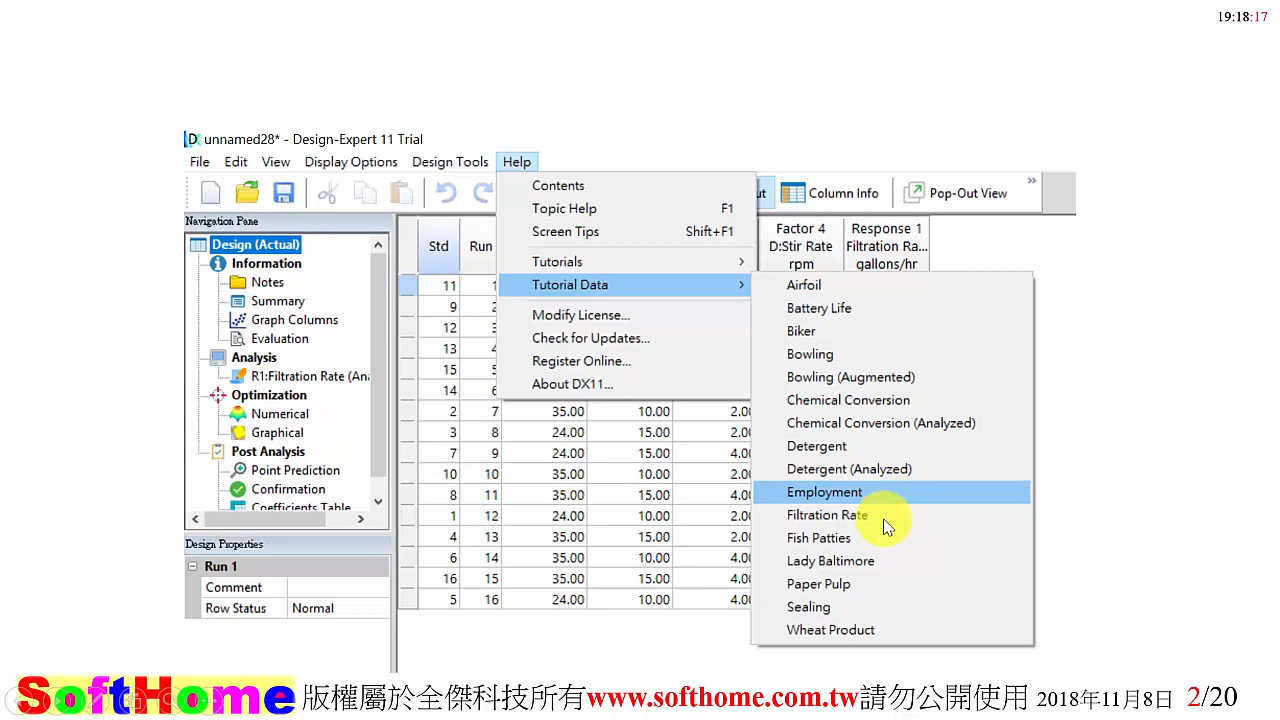 19:18:17
unnamed28* - Design-Expert 11 Trial
File Edit View Display Options Design Tools Help
Column Info Pop-Out View »
Navigation Pane
Design (Actual)
Information
Notes
Summary
Graph Columns
Evaluation
Analysis
R1:Filtration Rate (Ana
Optimization
Numerical
Graphical
Post Analysis
Point Prediction
Confirmation
Coefficients Table
Design Properties
Run 1
Comment
Row Status Normal
Contents
Topic Help F1
Screen Tips Shift+F1
Tutorials
Tutorial Data
Modify License...
Check for Updates...
Register Online...
About DX11...
Std Run Factor 4 Response 1
D:Stir Rate Filtration Ra...
rpm gallons/hr
11 1
9 2
12 3
13 4
15 5
14 6
2 7 35.00 10.00 2.00
3 8 24.00 15.00 2.00
7 9 24.00 15.00 4.00
10 10 35.00 10.00 2.00
8 11 35.00 15.00 4.00
1 12 24.00 10.00 2.00
4 13 35.00 15.00 2.00
6 14 35.00 10.00 4.00
16 15 35.00 15.00 4.00
5 16 24.00 10.00 4.00
Airfoil
Battery Life
Biker
Bowling
Bowling (Augmented)
Chemical Conversion
Chemical Conversion (Analyzed)
Detergent
Detergent (Analyzed)
Employment
Filtration Rate
Fish Patties
Lady Baltimore
Paper Pulp
Sealing
Wheat Product
SoftHome 版權屬於全傑科技所有www.softhome.com.tw請勿公開使用 2018年11月8日 2/20